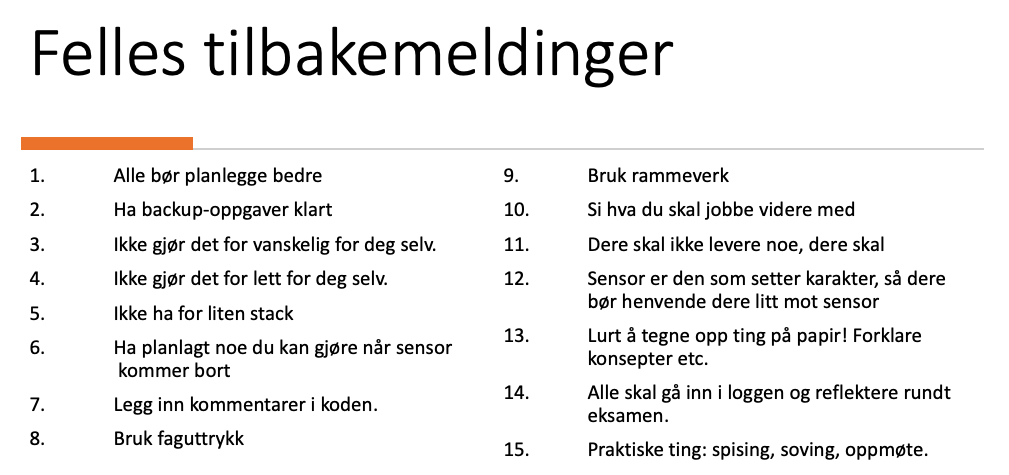 Felles tilbakemeldinger
1. Alle bør planlegge bedre
2. Ha backup-oppgaver klart
3. Ikke gjør det for vanskelig for deg selv.
4. Ikke gjør det for lett for deg selv.
5. Ikke ha for liten stack
6. Ha planlagt noe du kan gjøre når sensor
kommer bort
7. Legg inn kommentarer i koden.
8. Bruk faguttrykk
9. Bruk rammeverk
10. Si hva du skal jobbe videre med
11. Dere skal ikke levere noe, dere skal
12. Sensor er den som setter karakter, så dere
bør henvende dere litt mot sensor
13. Lurt å tegne opp ting på papir! Forklare
konsepter etc.
14. Alle skal gå inn i loggen og reflektere rundt
eksamen.
15. Praktiske ting: spising, soving, oppmøte.